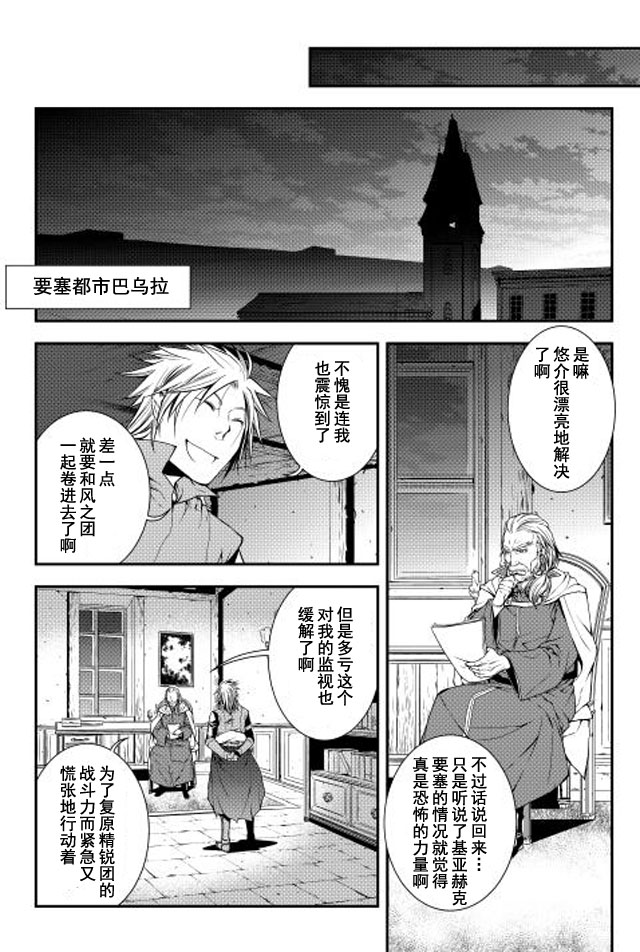 要塞都市巴乌拉
是嘛
悠介很漂亮地解决
了啊
不过话说回来…
只是听说了基亚赫克
要塞的情况就觉得
真是恐怖的力量啊
不愧是连我
也震惊到了
差一点
就要和风之团
一起卷进去了啊
但是多亏这个
对我的监视也
缓解了啊
为了复原精锐团的
战斗力而紧急又
慌张地行动着